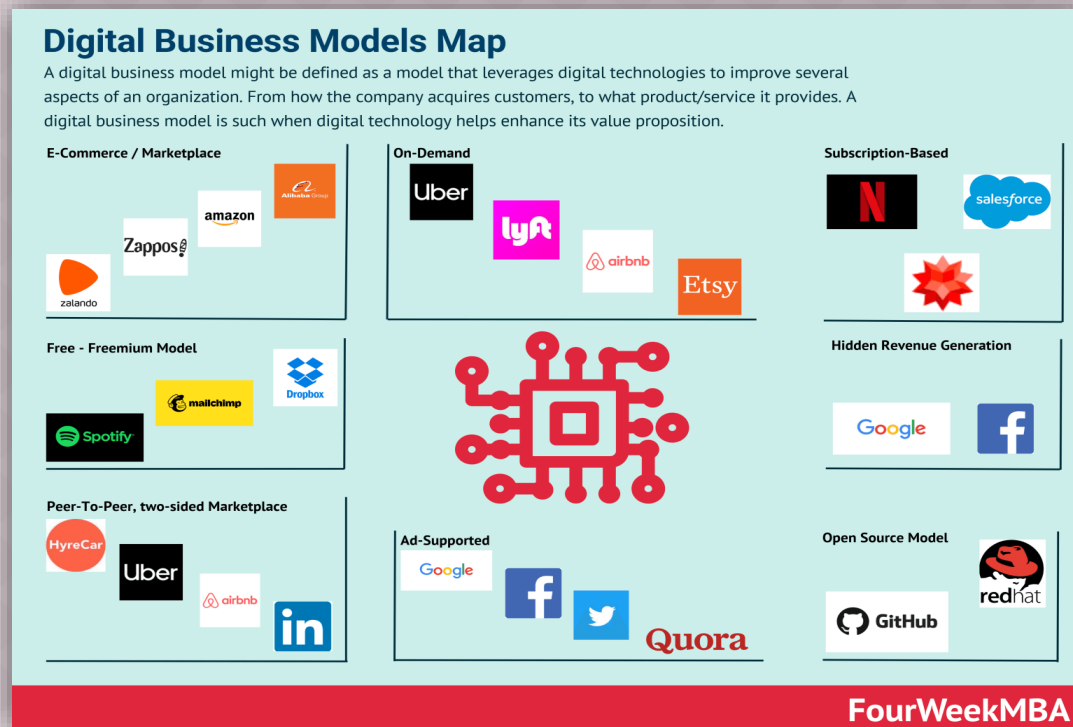 Digital Business Models Map
A digital business model might be defined as a model that leverages digital technologies to improve several
aspects of an organization. From how the company acquires customers, to what product/service it provides. A
digital business model is such when digital technology helps enhance its value proposition.
E-Commerce / Marketplace
Alibaba Group
amazon
Zappos
zalando
On-Demand
Uber
lyft
airbnb
Etsy
Subscription-Based
N
salesforce
Free - Freemium Model
Dropbox
mailchimp
Spotify
Hidden Revenue Generation
Google
f
Peer-To-Peer, two-sided Marketplace
HyreCar
Uber
airbnb
in
Ad-Supported
Google
f
Quora
Open Source Model
redhat
GitHub
FourWeekMBA